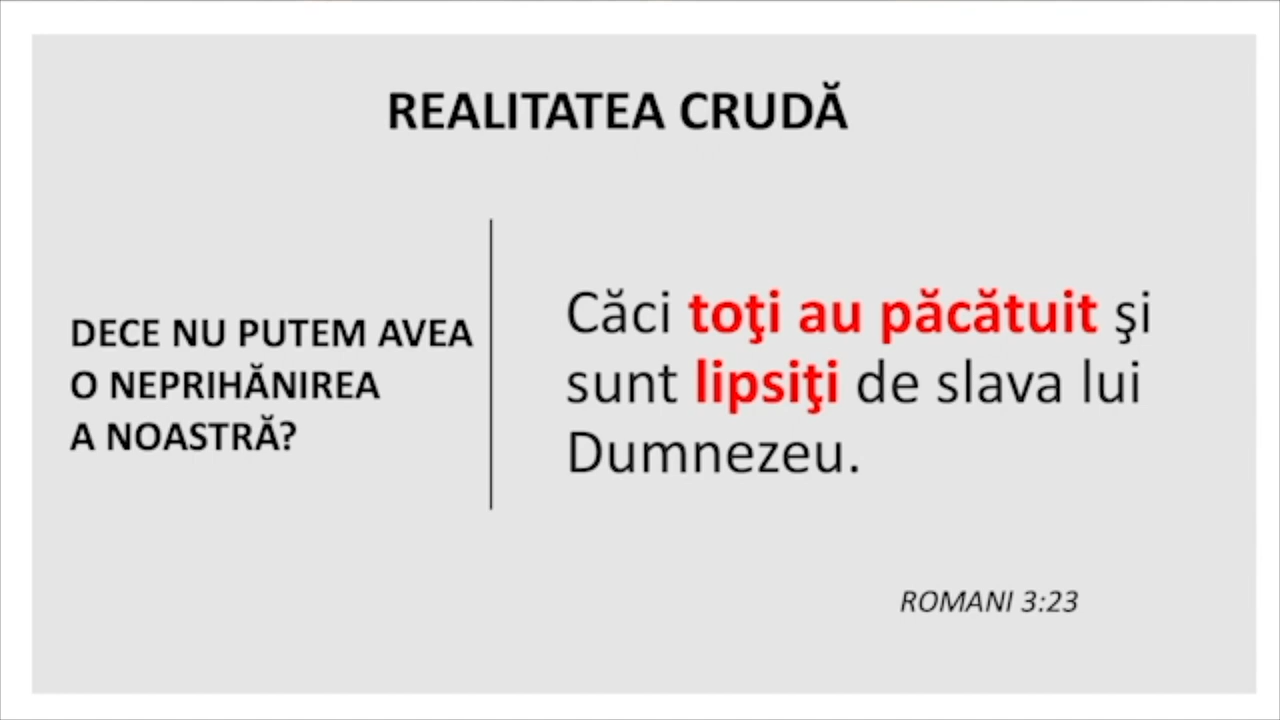 REALITATEA CRUDĂ
DECE NU PUTEM AVEA
O NEPRIHĂNIREA
A NOASTRĂ?
Căci toţi au păcătuit şi
sunt lipsiţi de slava lui
Dumnezeu.
ROMANI 3:23